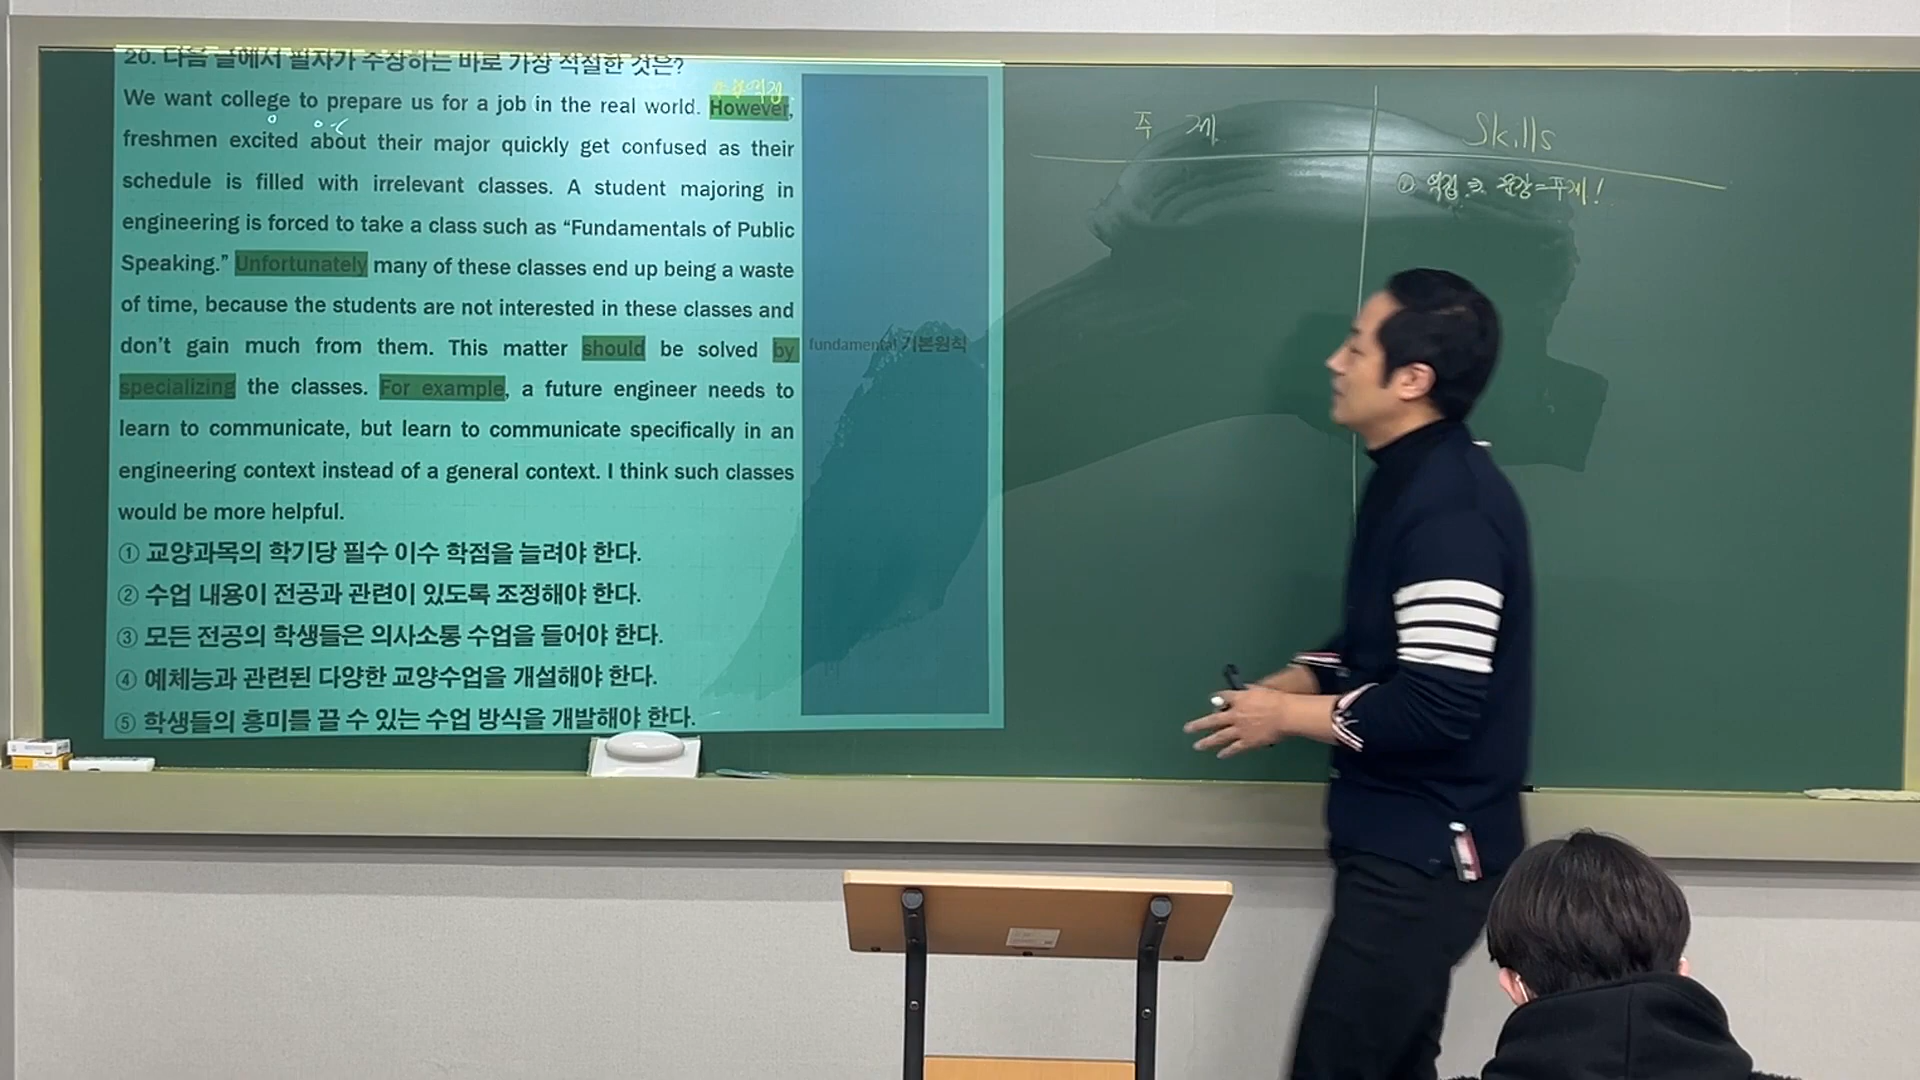 20. 다음 글에서 필자가 주장하는 바로 가장 적절한 것은?
We want college to prepare us for a job in the real world. However,
freshmen excited about their major quickly get confused as their
schedule is filled with irrelevant classes. A student majoring in
engineering is forced to take a class such as “Fundamentals of Public
Speaking.” Unfortunately many of these classes end up being a waste
of time, because the students are not interested in these classes and
don’t gain much from them. This matter should be solved by
specializing the classes. For example, a future engineer needs to
learn to communicate, but learn to communicate specifically in an
engineering context instead of a general context. I think such classes
would be more helpful.
① 교양과목의 학기당 필수 이수 학점을 늘려야 한다.
② 수업 내용이 전공과 관련이 있도록 조정해야 한다.
③ 모든 전공의 학생들은 의사소통 수업을 들어야 한다.
④ 예체능과 관련된 다양한 교양수업을 개설해야 한다.
⑤ 학생들의 흥미를 끌 수 있는 수업 방식을 개발해야 한다.
fundamental 기본원칙
주 제
Skills
① 역접 = 주제!